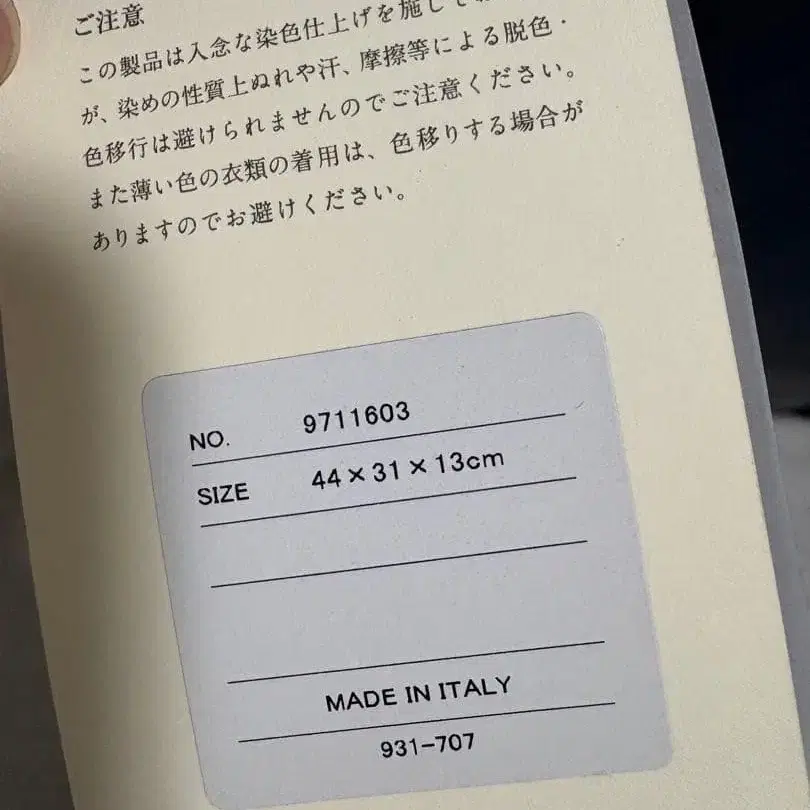 ご注意
この製品は入念な染色仕上げを施して
が、染めの性質上ぬれや汗、摩擦等による脱色・
色移行は避けられませんのでご注意ください。
また薄い色の衣類の着用は、色移りする場合が
ありますのでお避けください。
NO. 9711603
SIZE 44×31×13cm
MADE IN ITALY
931-707